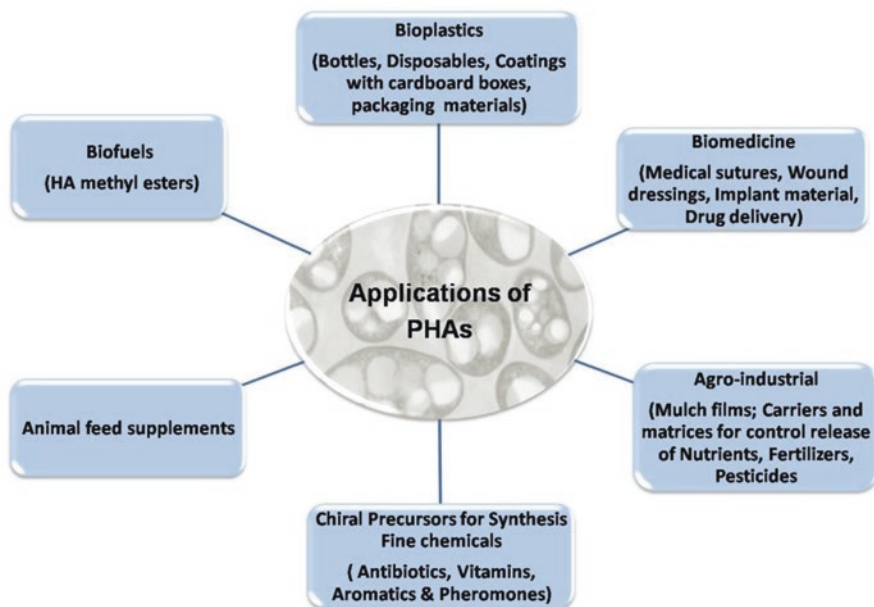 Bioplastics
(Bottles, Disposables, Coatings
with cardboard boxes,
packaging materials)
Biofuels
(HA methyl esters)
Biomedicine
(Medical sutures, Wound
dressings, Implant material,
Drug delivery)
Applications of
PHAs
Animal feed supplements
Agro-industrial
(Mulch films; Carriers and
matrices for control release
of Nutrients, Fertilizers,
Pesticides
Chiral Precursors for Synthesis
Fine chemicals
( Antibiotics, Vitamins,
Aromatics & Pheromones)